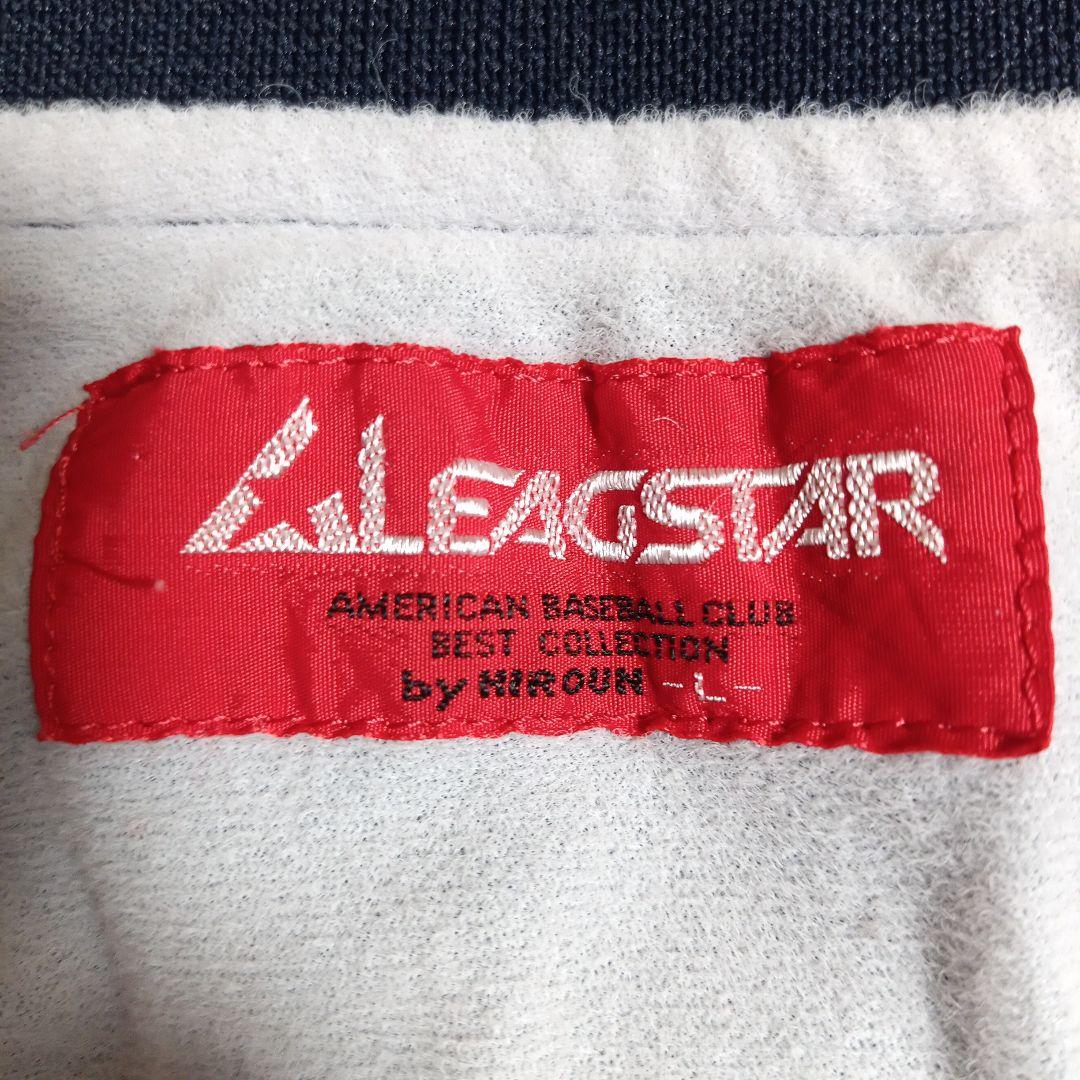 LEAGSTAR
AMERICAN BASEBALL CLUB
BEST COLLECTION
by HIROUN -L-